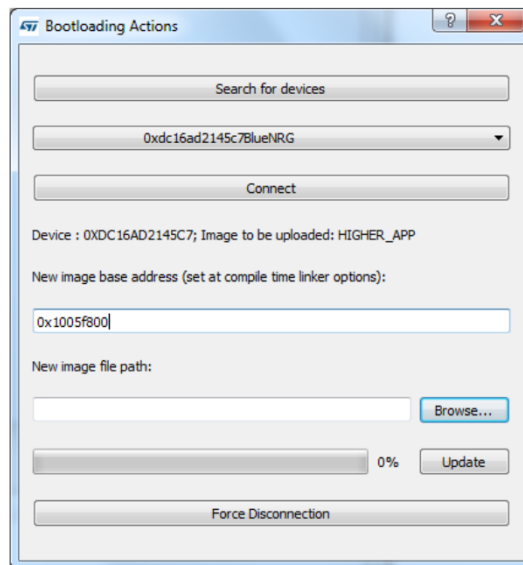 ST Bootloading Actions
Search for devices
0xdc16ad2145c7BlueNRG
Connect
Device : 0XDC16AD2145C7; Image to be uploaded: HIGHER_APP
New image base address (set at compile time linker options):
0x1005f800
New image file path:
Browse...
0% Update
Force Disconnection